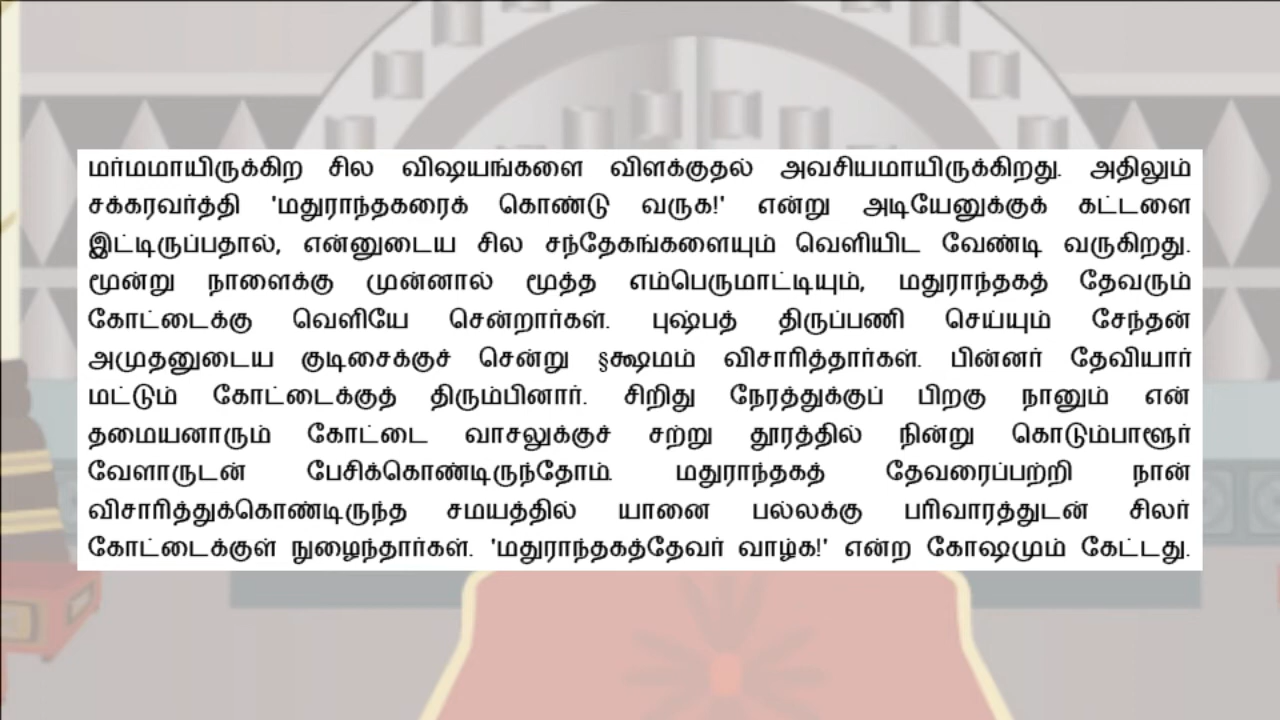 மர்மமாயிருக்கிற சில விஷயங்களை விளக்குதல் அவசியமாயிருக்கிறது. அதிலும்
சக்கரவர்த்தி 'மதுராந்தகரைக் கொண்டு வருக!' என்று அடியேனுக்குக் கட்டளை
இட்டிருப்பதால், என்னுடைய சில சந்தேகங்களையும் வெளியிட வேண்டி வருகிறது.
மூன்று நாளைக்கு முன்னால் மூத்த எம்பெருமாட்டியும், மதுராந்தகத் தேவரும்
கோட்டைக்கு வெளியே சென்றார்கள். புஷ்பத் திருப்பணி செய்யும் சேந்தன்
அமுதனுடைய குடிசைக்குச் சென்று §க்ஷமம் விசாரித்தார்கள். பின்னர் தேவியார்
மட்டும் கோட்டைக்குத் திரும்பினார். சிறிது நேரத்துக்குப் பிறகு நானும் என்
தமையனாரும் கோட்டை வாசலுக்குச் சற்று தூரத்தில் நின்று கொடும்பாளூர்
வேளாருடன் பேசிக்கொண்டிருந்தோம். மதுராந்தகத் தேவரைப்பற்றி நான்
விசாரித்துக்கொண்டிருந்த சமயத்தில் யானை பல்லக்கு பரிவாரத்துடன் சிலர்
கோட்டைக்குள் நுழைந்தார்கள். 'மதுராந்தகத்தேவர் வாழ்க!' என்ற கோஷமும் கேட்டது.